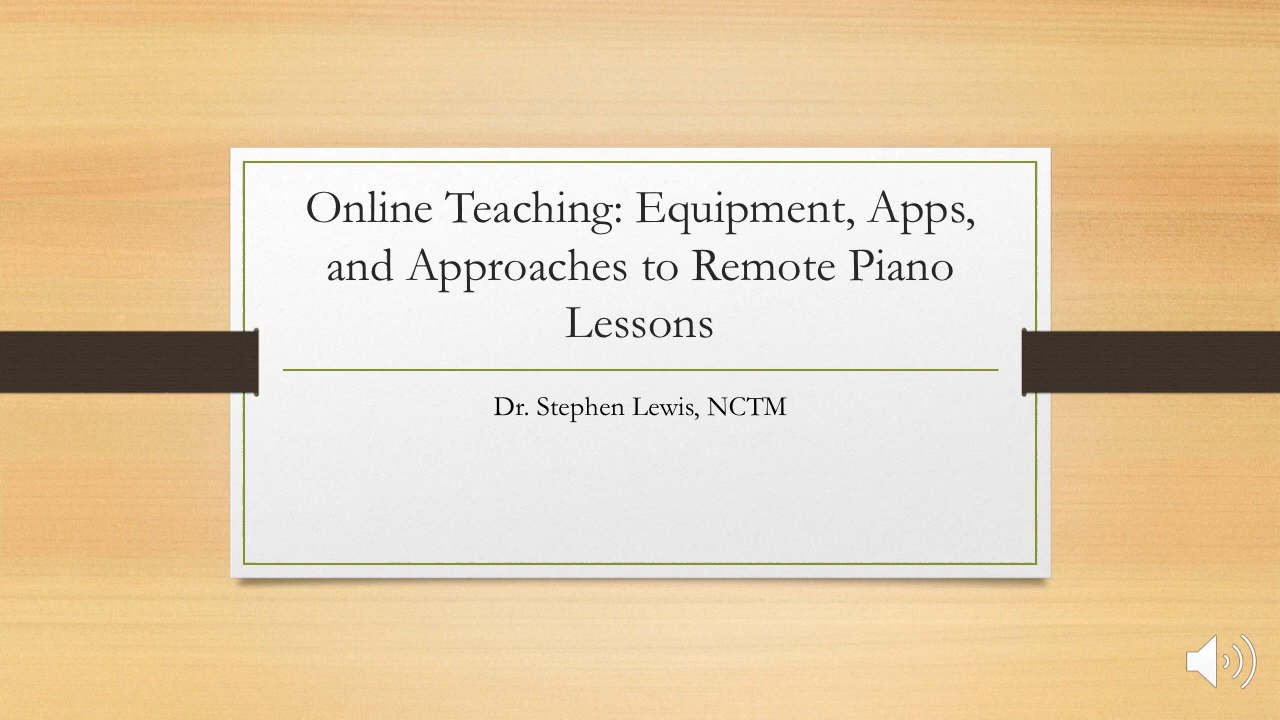 Online Teaching: Equipment, Apps,
and Approaches to Remote Piano
Lessons
Dr. Stephen Lewis, NCTM